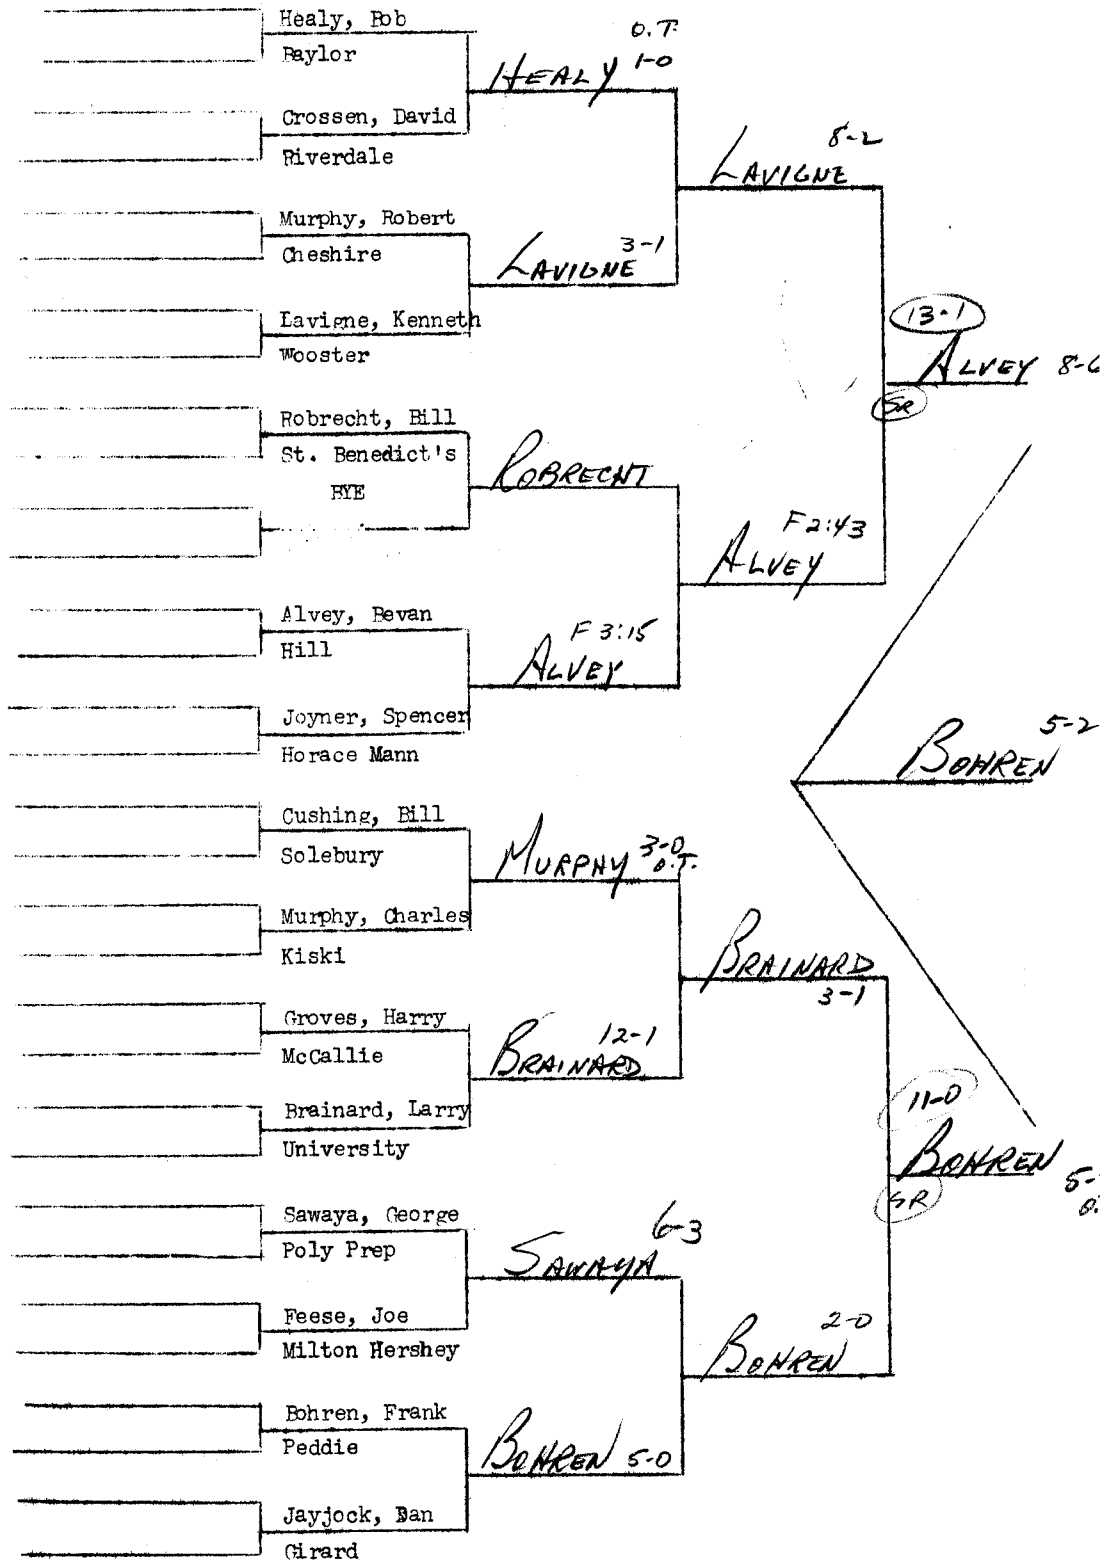 Healy, Bob
Baylor
Crossen, David
Riverdale
Murphy, Robert
Cheshire
Lavigne, Kenneth
Wooster
Robrecht, Bill
St. Benedict's
BYE
Alvey, Bevan
Hill
Joyner, Spencer
Horace Mann
Cushing, Bill
Solebury
Murphy, Charles
Kiski
Groves, Harry
McCallie
Brainard, Larry
University
Sawaya, George
Poly Prep
Feese, Joe
Milton Hershey
Bohren, Frank
Peddie
Jayjock, Dan
Girard
O.T.
HEALY 1-0
LAVIGNE 3-1
ROBRECHT
F 3:15
ALVEY
MURPHY 3-0
O.T.
12-1
BRAINARD
6-3
SAWAYA
BOHREN 5-0
8-2
LAVIGNE
F 2:43
ALVEY
BRAINARD
3-1
2-0
BOHREN
13-1
ALVEY 8-6
SR
5-2
BOHREN
11-0
BOHREN
SR
5-
O.